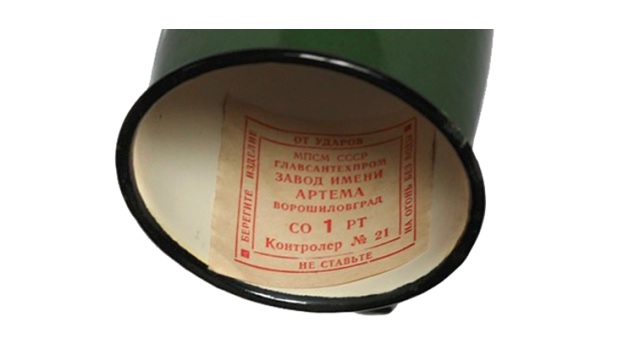 БЕРЕГИТЕ ИЗДЕЛИЕ
ОТ УДАРОВ
МПСМ СССР
ГЛАВСАНТЕХПРОМ
ЗАВОД ИМЕНИ
АРТЕМА
ВОРОШИЛОВГРАД
СО 1 РТ
Контролер № 21
НЕ СТАВЬТЕ
НА ОГОНЬ БЕЗ ВОДЫ